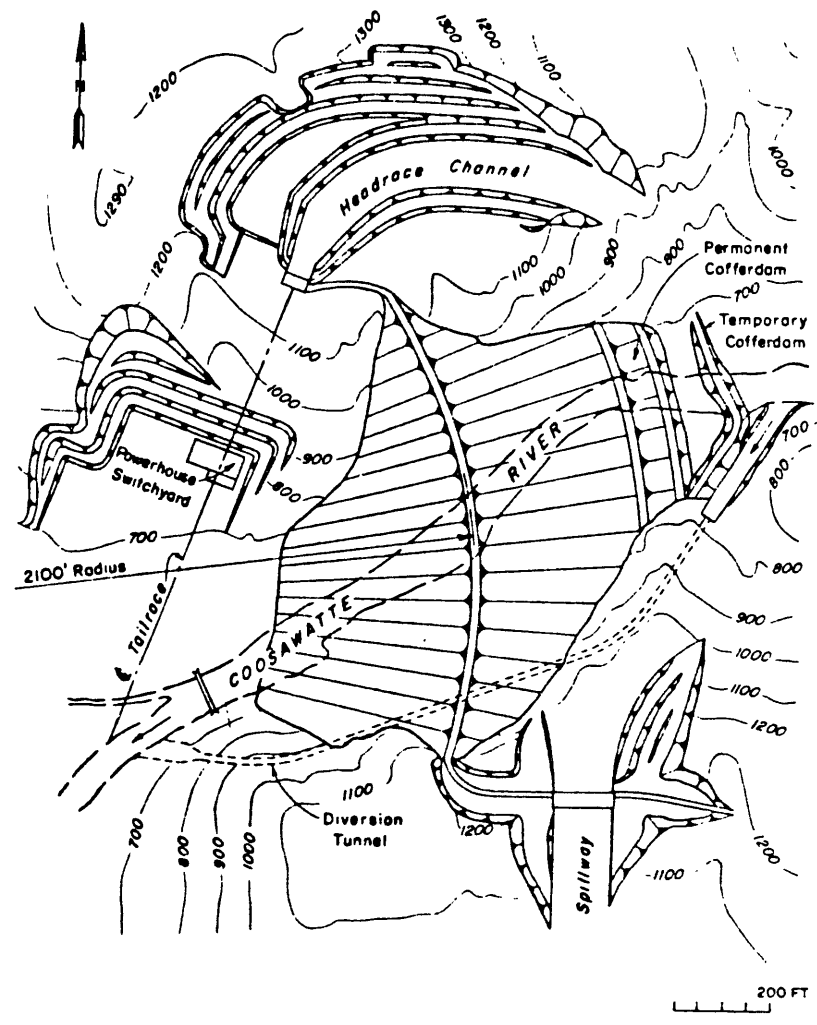 1300
1300
1200
1100
1200
N
1000
1290
Headrace Channel
1200
1100
1000
900
800
Permanent
Cofferdam
700
Temporary
Cofferdam
1100
1000
900
800
RIVER
700
800
Powerhouse
Switchyard
700
2100' Radius
800
900
1000
1100
1200
Tailrace
COOSAWATTE
1100
Diversion
Tunnel
700
800
900
1000
1200
1200
1100
Spillway
200 FT